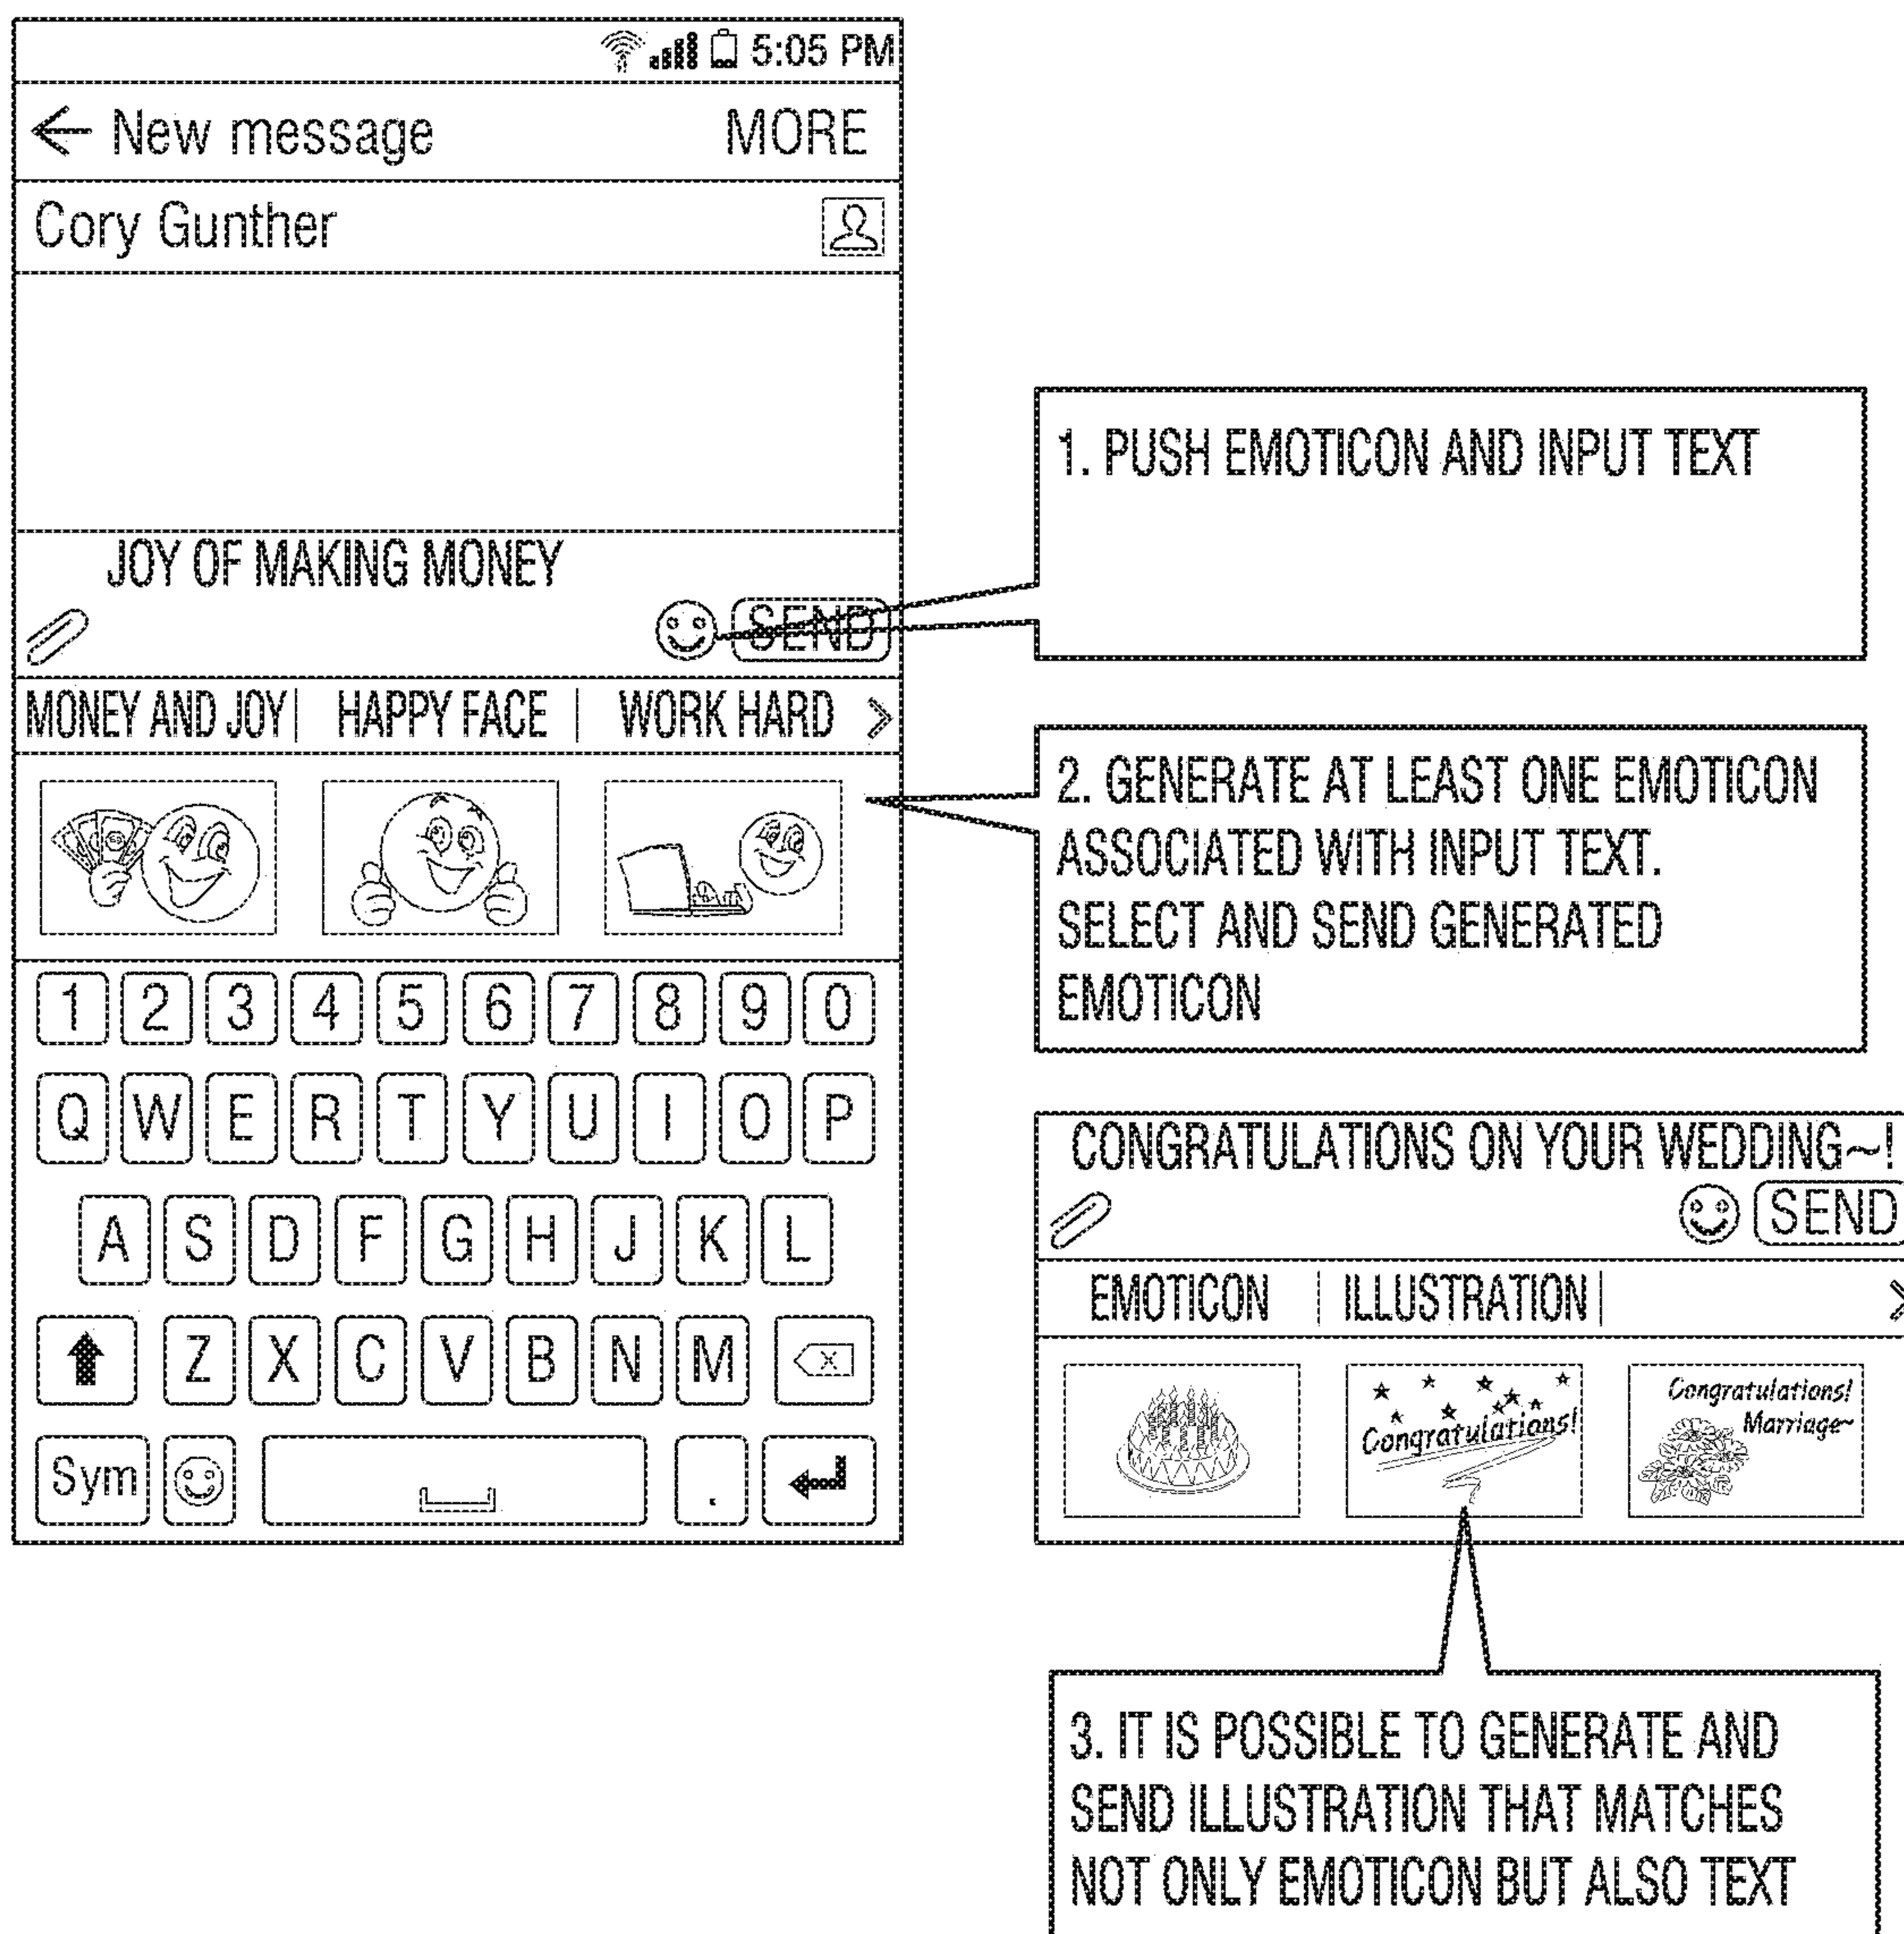 5:05 PM
← New message MORE
Cory Gunther
JOY OF MAKING MONEY
SEND
MONEY AND JOY| HAPPY FACE | WORK HARD >
1 2 3 4 5 6 7 8 9 0
Q W E R T Y U I O P
A S D F G H J K L
Z X C V B N M X
Sym .
1. PUSH EMOTICON AND INPUT TEXT
2. GENERATE AT LEAST ONE EMOTICON
ASSOCIATED WITH INPUT TEXT.
SELECT AND SEND GENERATED
EMOTICON
CONGRATULATIONS ON YOUR WEDDING~!
SEND
EMOTICON | ILLUSTRATION | >
Congratulations!
Congratulations!
Marriage~
3. IT IS POSSIBLE TO GENERATE AND
SEND ILLUSTRATION THAT MATCHES
NOT ONLY EMOTICON BUT ALSO TEXT